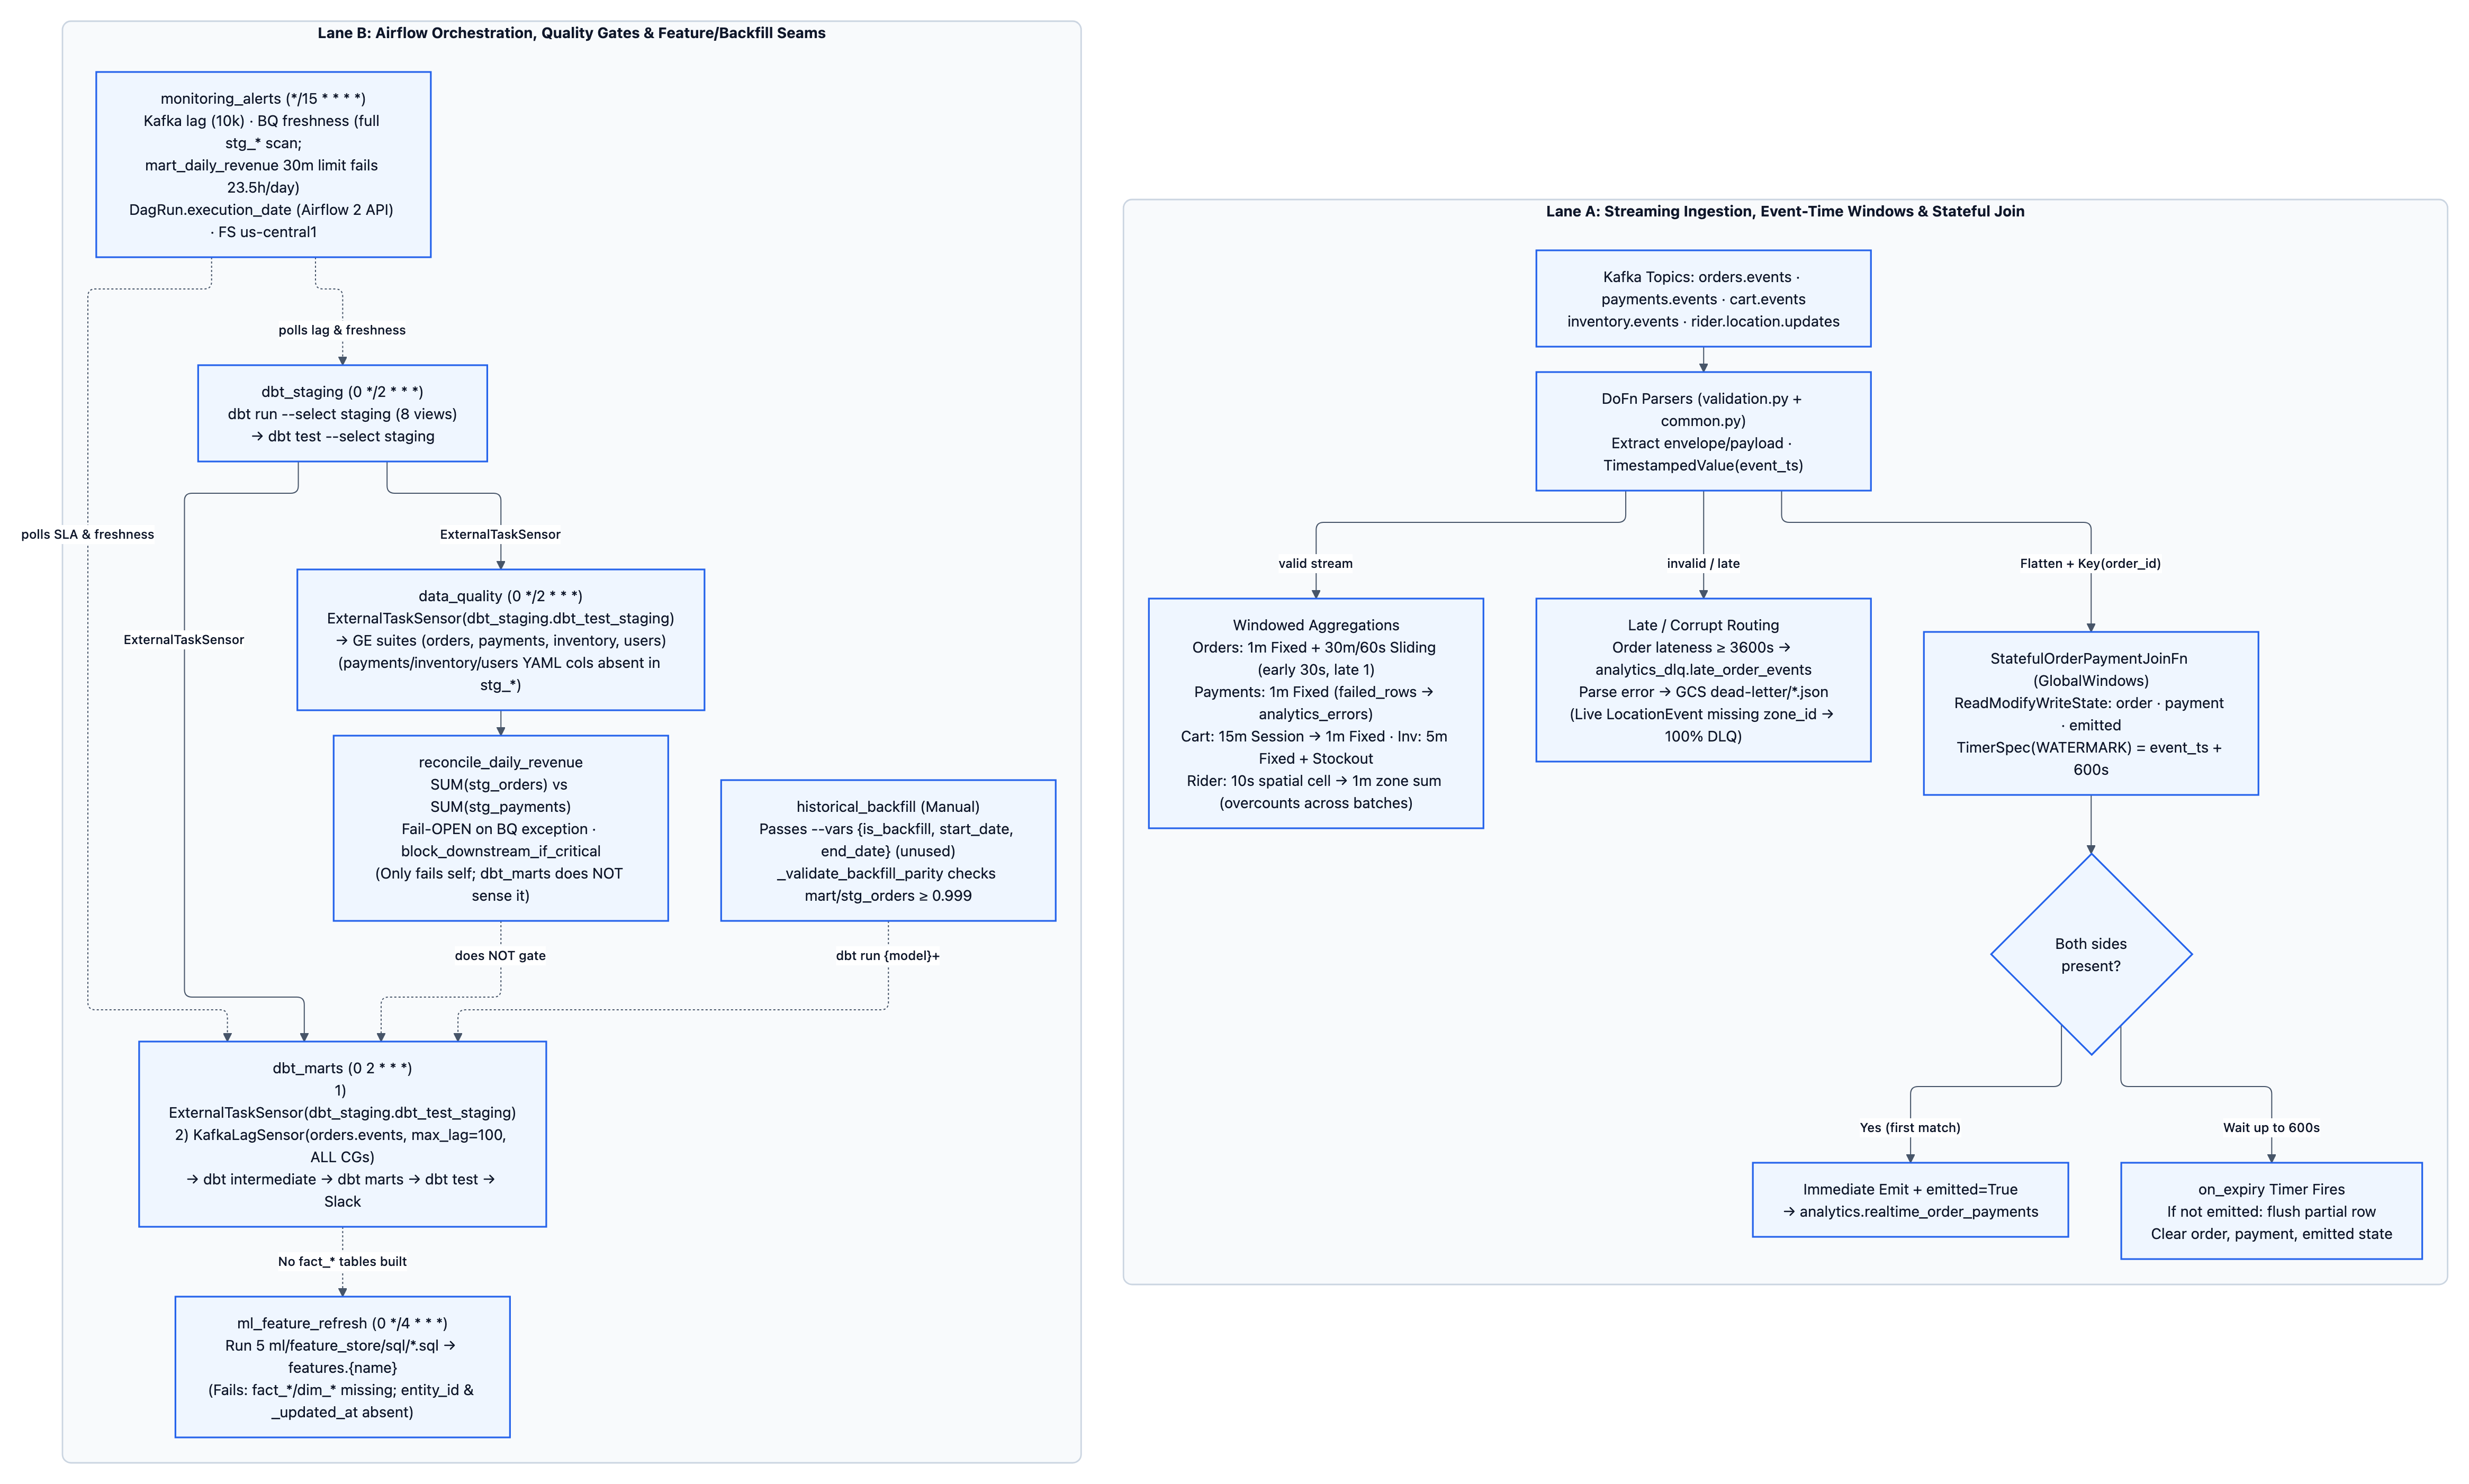 Lane B: Airflow Orchestration, Quality Gates & Feature/Backfill Seams
monitoring_alerts (*/15 * * * *)
Kafka lag (10k) · BQ freshness (full
stg_* scan;
mart_daily_revenue 30m limit fails
23.5h/day)
DagRun.execution_date (Airflow 2 API)
· FS us-central1
polls lag & freshness
dbt_staging (0 */2 * * *)
dbt run --select staging (8 views)
→ dbt test --select staging
polls SLA & freshness
ExternalTaskSensor
data_quality (0 */2 * * *)
ExternalTaskSensor(dbt_staging.dbt_test_staging)
→ GE suites (orders, payments, inventory, users)
(payments/inventory/users YAML cols absent in
stg_*)
ExternalTaskSensor
reconcile_daily_revenue
SUM(stg_orders) vs
SUM(stg_payments)
Fail-OPEN on BQ exception ·
block_downstream_if_critical
(Only fails self; dbt_marts does NOT
sense it)
historical_backfill (Manual)
Passes --vars {is_backfill, start_date,
end_date} (unused)
_validate_backfill_parity checks
mart/stg_orders ≥ 0.999
does NOT gate
dbt run {model}+
dbt_marts (0 2 * * *)
1)
ExternalTaskSensor(dbt_staging.dbt_test_staging)
2) KafkaLagSensor(orders.events, max_lag=100,
ALL CGs)
→ dbt intermediate → dbt marts → dbt test →
Slack
No fact_* tables built
ml_feature_refresh (0 */4 * * *)
Run 5 ml/feature_store/sql/*.sql →
features.{name}
(Fails: fact_*/dim_* missing; entity_id &
_updated_at absent)
Lane A: Streaming Ingestion, Event-Time Windows & Stateful Join
Kafka Topics: orders.events ·
payments.events · cart.events
inventory.events · rider.location.updates
DoFn Parsers (validation.py +
common.py)
Extract envelope/payload ·
TimestampedValue(event_ts)
valid stream
invalid / late
Flatten + Key(order_id)
Windowed Aggregations
Orders: 1m Fixed + 30m/60s Sliding
(early 30s, late 1)
Payments: 1m Fixed (failed_rows →
analytics_errors)
Cart: 15m Session → 1m Fixed · Inv: 5m
Fixed + Stockout
Rider: 10s spatial cell → 1m zone sum
(overcounts across batches)
Late / Corrupt Routing
Order lateness ≥ 3600s →
analytics_dlq.late_order_events
Parse error → GCS dead-letter/*.json
(Live LocationEvent missing zone_id →
100% DLQ)
StatefulOrderPaymentJoinFn
(GlobalWindows)
ReadModifyWriteState: order · payment
· emitted
TimerSpec(WATERMARK) = event_ts +
600s
Both sides
present?
Yes (first match)
Wait up to 600s
Immediate Emit + emitted=True
→ analytics.realtime_order_payments
on_expiry Timer Fires
If not emitted: flush partial row
Clear order, payment, emitted state